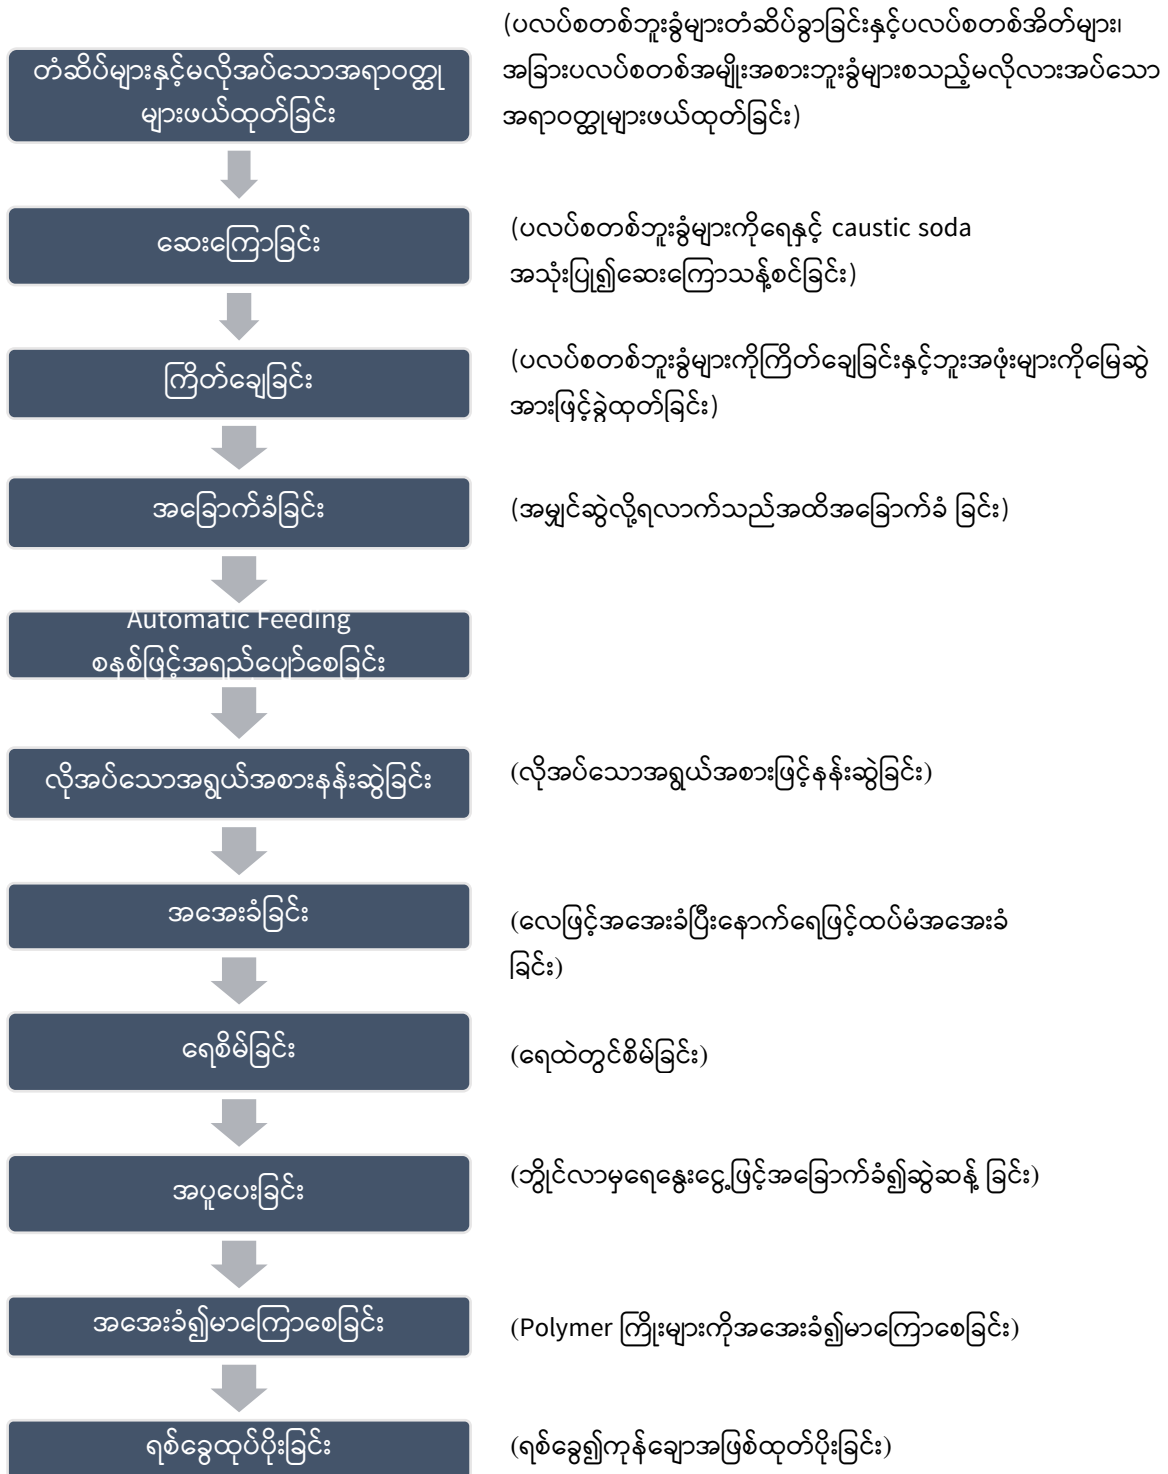 (ပလပ်စတစ်ဘူးခွံများတံဆိပ်ခွာခြင်းနှင့်ပလပ်စတစ်အိတ်များ၊
တံဆိပ်များနှင့်မလိုအပ်သောအရာဝတ္ထု
များဖယ်ထုတ်ခြင်း
အခြားပလပ်စတစ်အမျိုးအစားဘူးခွံများစသည့်မလိုလားအပ်သော
အရာဝတ္ထုများဖယ်ထုတ်ခြင်း)
ဆေးကြောခြင်း
(ပလပ်စတစ်ဘူးခွံများကိုရေနှင့် caustic soda
အသုံးပြု၍ဆေးကြောသန့်စင်ခြင်း)
ကြိတ်ချေခြင်း
(ပလပ်စတစ်ဘူးခွံများကိုကြိတ်ချေခြင်းနှင့်ဘူးအဖုံးများကိုမြေဆွဲ
အားဖြင့်ခွဲထုတ်ခြင်း)
အခြောက်ခံခြင်း
(အမျှင်ဆွဲလို့ရလာက်သည်အထိအခြောက်ခံ ခြင်း)
Automatic Feeding
စနစ်ဖြင့်အရည်ပျော်စေခြင်း
လိုအပ်သောအရွယ်အစားနန်းဆွဲခြင်း
(လိုအပ်သောအရွယ်အစားဖြင့်နန်းဆွဲခြင်း)
အအေးခံခြင်း
(လေဖြင့်အအေးခံပြီးနောက်ရေဖြင့်ထပ်မံအအေးခံ
ခြင်း)
ရေစိမ်ခြင်း
(ရေထဲတွင်စိမ်ခြင်း)
အပူပေးခြင်း
(ဘွိုင်လာမှရေနွေးငွေ့ဖြင့်အခြောက်ခံ၍ဆွဲဆန့် ခြင်း)
အအေးခံ၍မာကြောစေခြင်း
(Polymer ကြိုးများကိုအအေးခံ၍မာကြောစေခြင်း)
ရစ်ခွေထုပ်ပိုးခြင်း
(ရစ်ခွေ၍ကုန်ချောအဖြစ်ထုတ်ပိုးခြင်း)